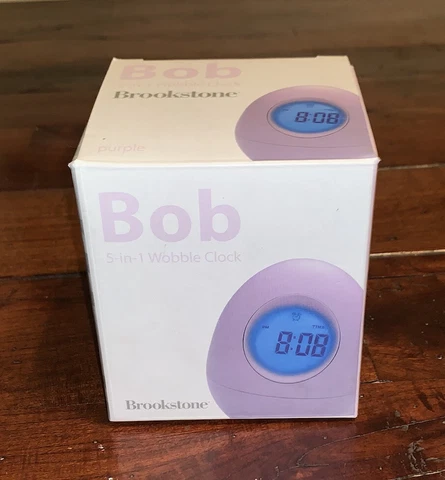 Bob
Brookstone
8:08
purple
Bob
5-in-1 Wobble Clock
8:08
Brookstone